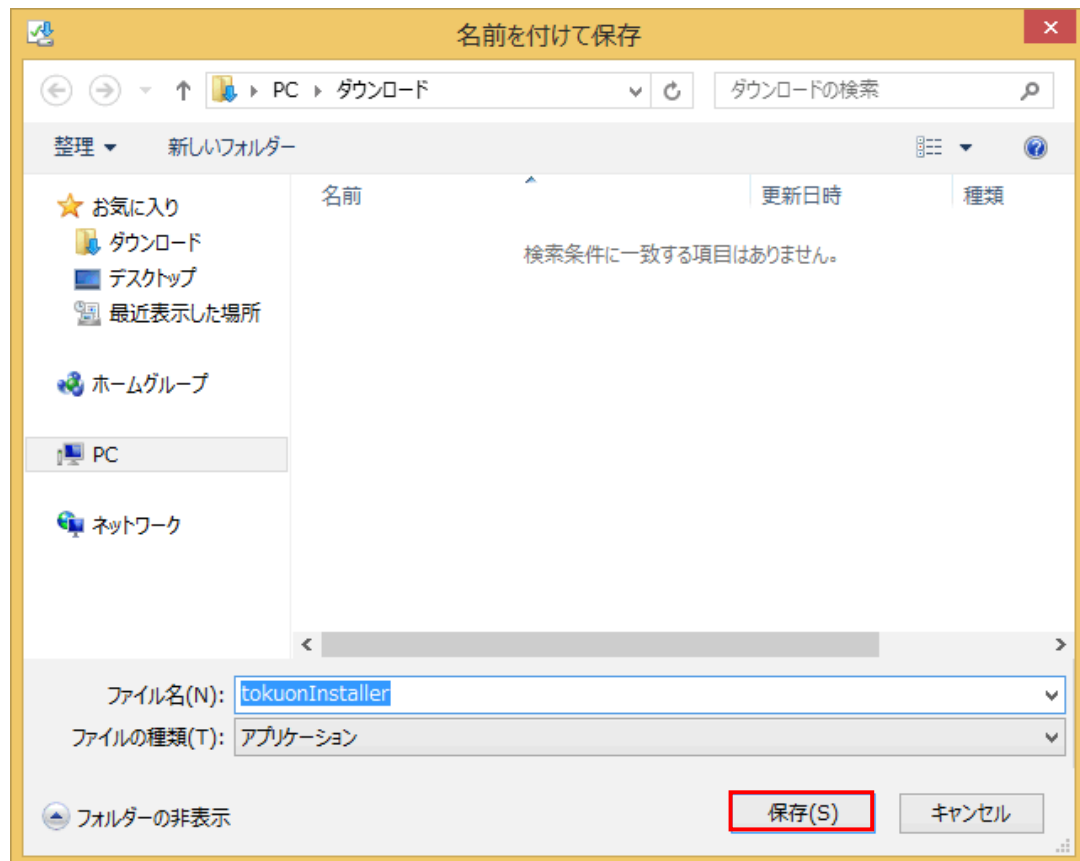 名前を付けて保存
PC ダウンロード
ダウンロードの検索
整理
新しいフォルダー
名前
更新日時
種類
お気に入り
ダウンロード
デスクトップ
最近表示した場所
ホームグループ
PC
ネットワーク
検索条件に一致する項目はありません。
ファイル名(N): tokuonInstaller
ファイルの種類(T): アプリケーション
フォルダーの非表示
保存(S)
キャンセル